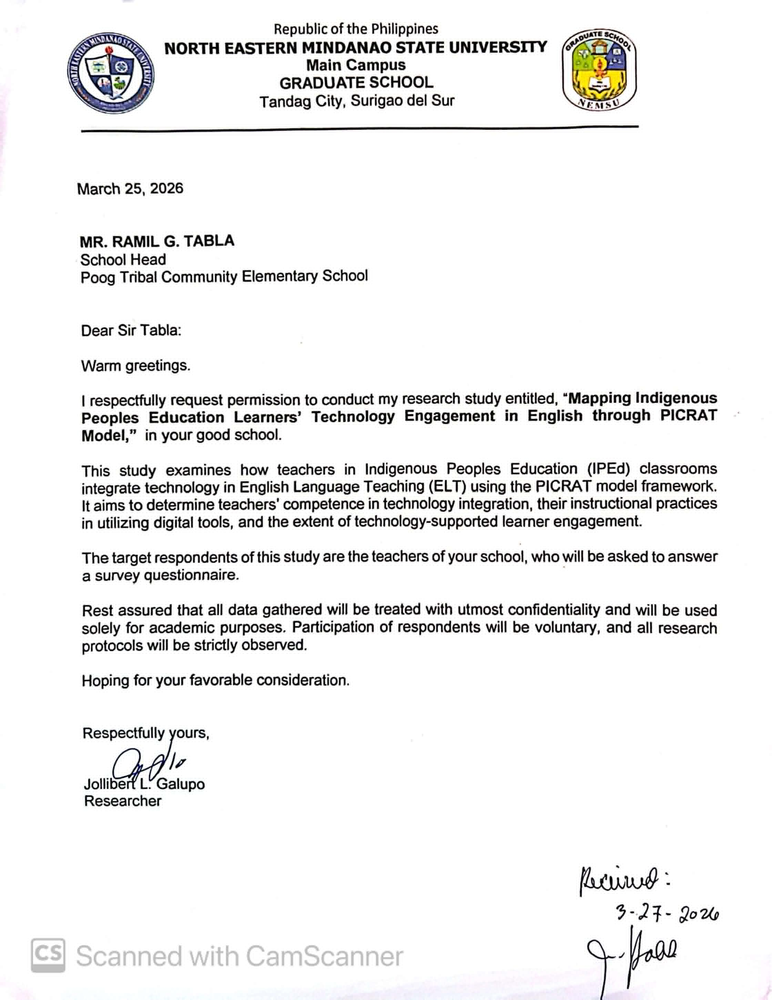 Republic of the Philippines
NORTH EASTERN MINDANAO STATE UNIVERSITY
Main Campus
GRADUATE SCHOOL
Tandag City, Surigao del Sur
NORTH EASTERN MINDANAO STATE UNIVERSITY
GRADUATE SCHOOL
NEMSU
March 25, 2026
MR. RAMIL G. TABLA
School Head
Poog Tribal Community Elementary School
Dear Sir Tabla:
Warm greetings.
I respectfully request permission to conduct my research study entitled, “Mapping Indigenous
Peoples Education Learners’ Technology Engagement in English through PICRAT
Model,” in your good school.
This study examines how teachers in Indigenous Peoples Education (IPEd) classrooms
integrate technology in English Language Teaching (ELT) using the PICRAT model framework.
It aims to determine teachers' competence in technology integration, their instructional practices
in utilizing digital tools, and the extent of technology-supported learner engagement.
The target respondents of this study are the teachers of your school, who will be asked to answer
a survey questionnaire.
Rest assured that all data gathered will be treated with utmost confidentiality and will be used
solely for academic purposes. Participation of respondents will be voluntary, and all research
protocols will be strictly observed.
Hoping for your favorable consideration.
Respectfully yours,
Jollibert L. Galupo
Researcher
Received:
3-27-2026
CS Scanned with CamScanner